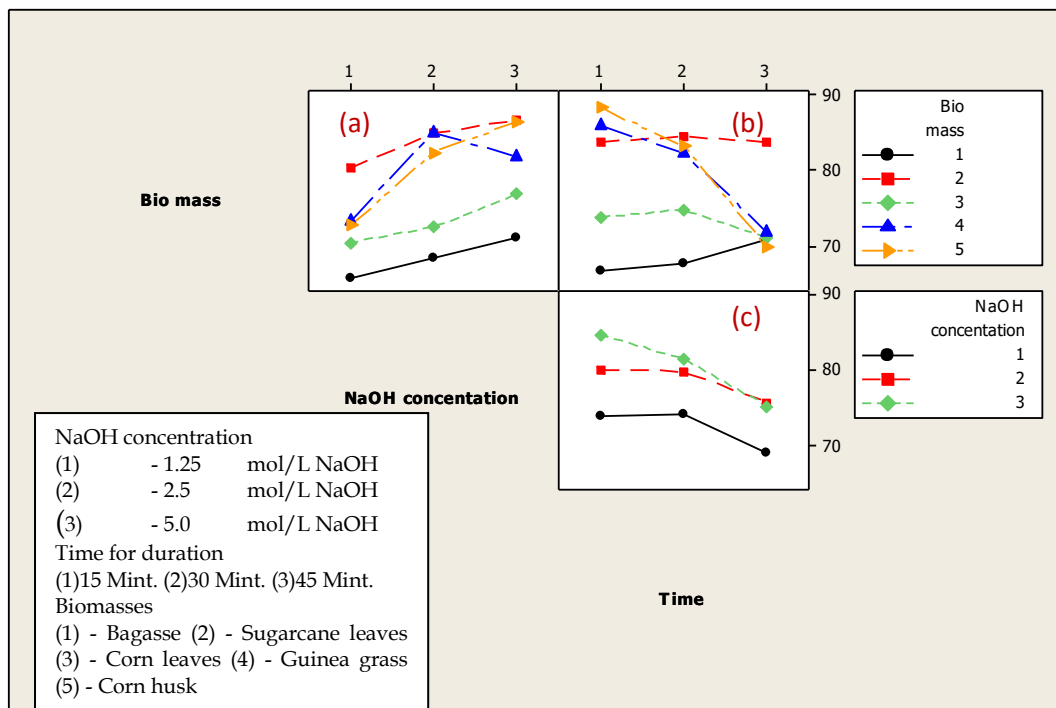 1 2 3 1 2 3
90
80
70
90
80
70
(a)
(b)
(c)
Bio mass
NaOH concentation
Time
Bio
mass
1
2
3
4
5
NaOH
concentation
1
2
3
NaOH concentration
(1) - 1.25 mol/L NaOH
(2) - 2.5 mol/L NaOH
(3) - 5.0 mol/L NaOH
Time for duration
(1)15 Mint. (2)30 Mint. (3)45 Mint.
Biomasses
(1) - Bagasse (2) - Sugarcane leaves
(3) - Corn leaves (4) - Guinea grass
(5) - Corn husk